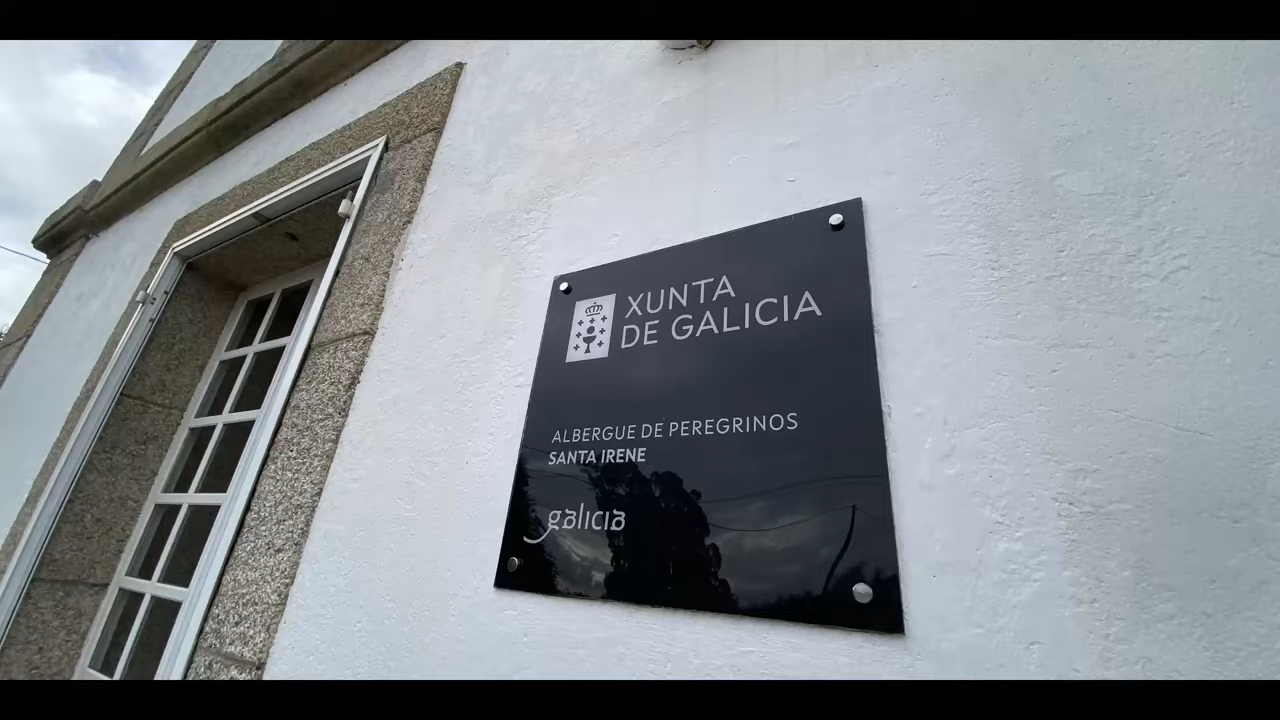 XUNTA
DE GALICIA
ALBERGUE DE PEREGRINOS
SANTA IRENE
galicia